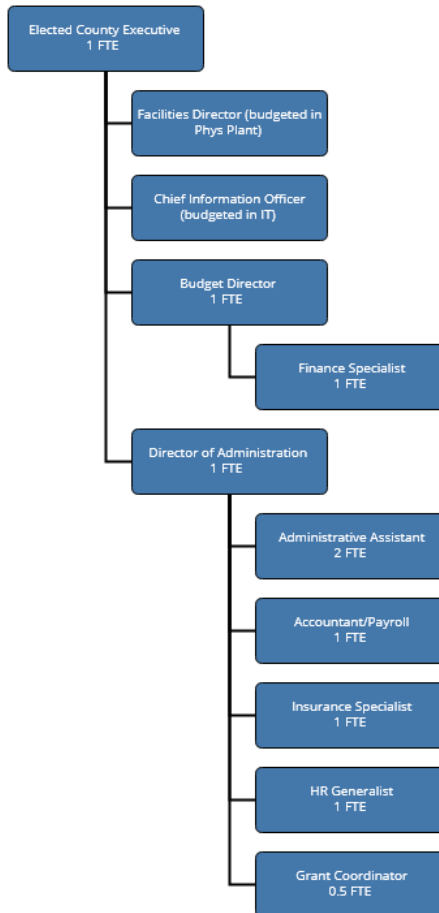 Elected County Executive
1 FTE
Facilities Director (budgeted in
Phys Plant)
Chief Information Officer
(budgeted in IT)
Budget Director
1 FTE
Finance Specialist
1 FTE
Director of Administration
1 FTE
Administrative Assistant
2 FTE
Accountant/Payroll
1 FTE
Insurance Specialist
1 FTE
HR Generalist
1 FTE
Grant Coordinator
0.5 FTE